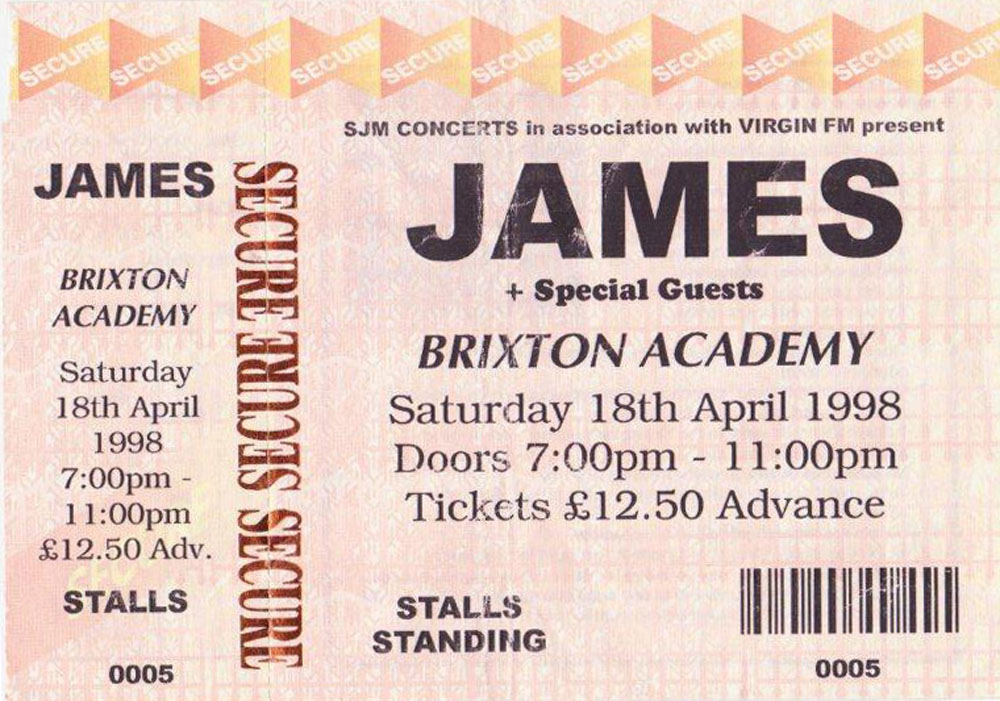 SECURE SECURE SECURE SECURE SECURE SECURE SECURE SECURE SECURE SECURE SECURE
JAMES
BRIXTON
ACADEMY
Saturday
18th April
1998
7:00pm -
11:00pm
£12.50 Adv.
STALLS
0005
SECURE SECURE SECURE
SJM CONCERTS in association with VIRGIN FM present
JAMES
+ Special Guests
BRIXTON ACADEMY
Saturday 18th April 1998
Doors 7:00pm - 11:00pm
Tickets £12.50 Advance
STALLS
STANDING
0005